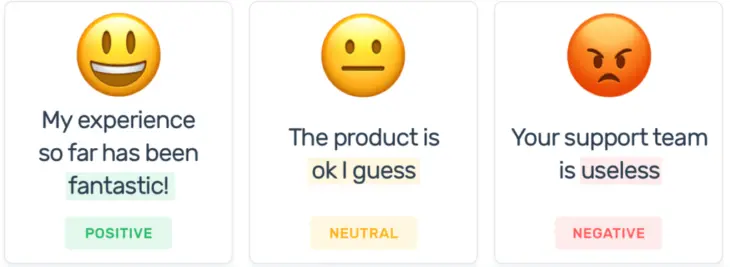 My experience
so far has been
fantastic!
POSITIVE
The product is
ok I guess
NEUTRAL
Your support team
is useless
NEGATIVE